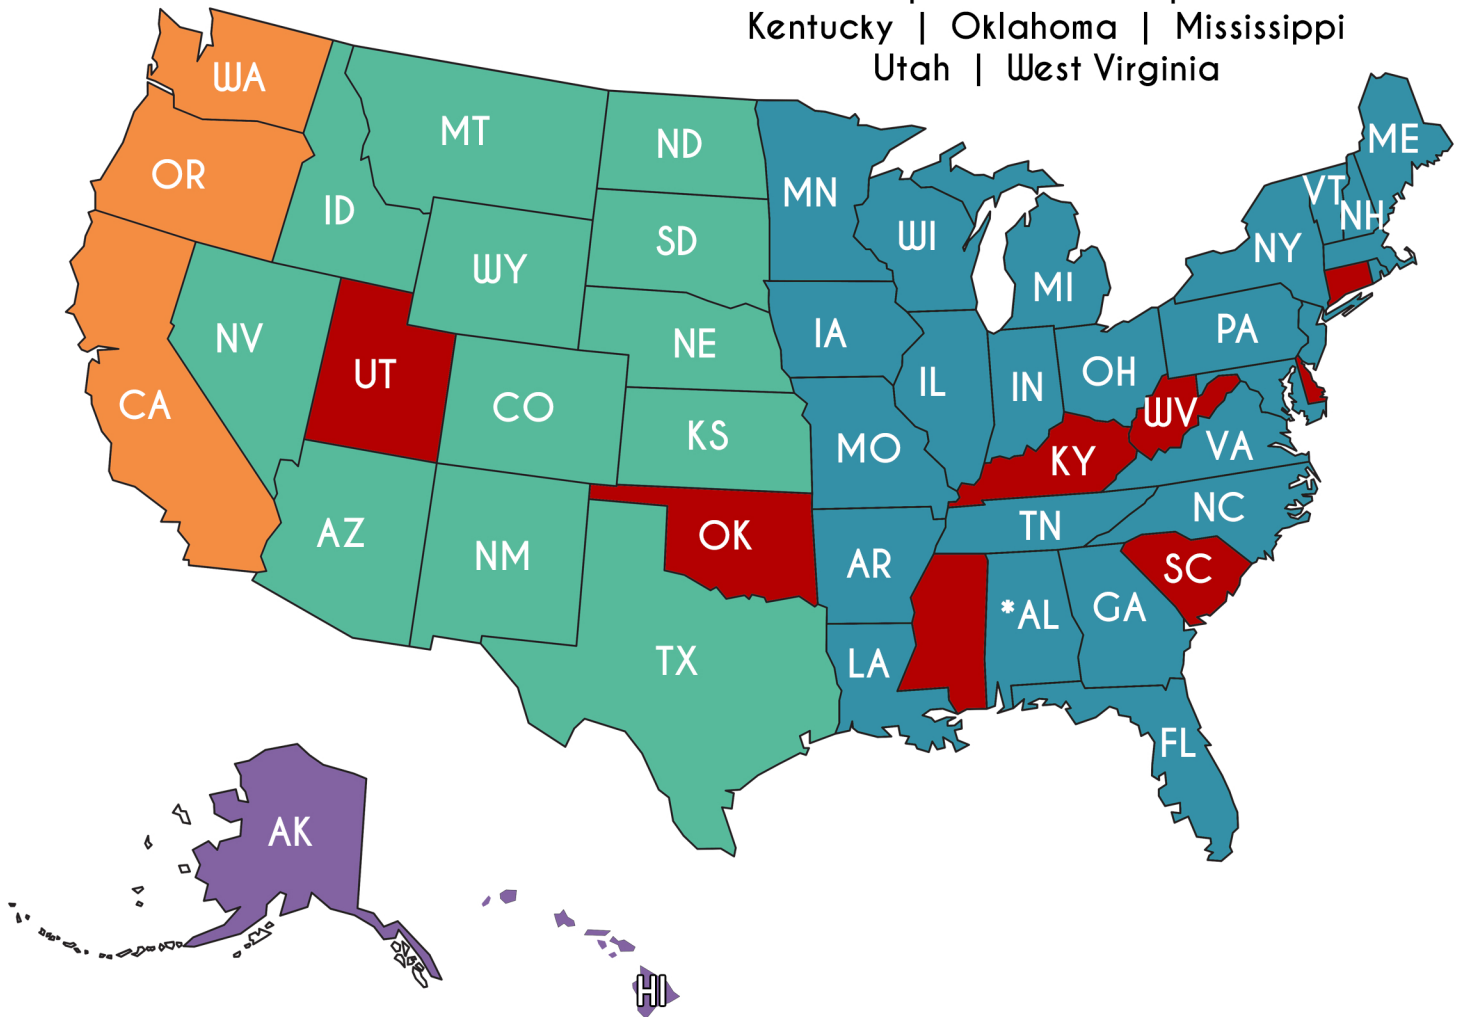 Kentucky | Oklahoma | Mississippi
Utah | West Virginia
WA
MT
ND
ME
OR
MN
VT
ID
NH
WI
SD
NY
WY
MI
NV
IA
PA
NE
UT
OH
IL
IN
CA
CO
WV
KS
VA
MO
KY
NC
AZ
OK
TN
NM
AR
SC
*AL
GA
TX
LA
FL
AK
HI